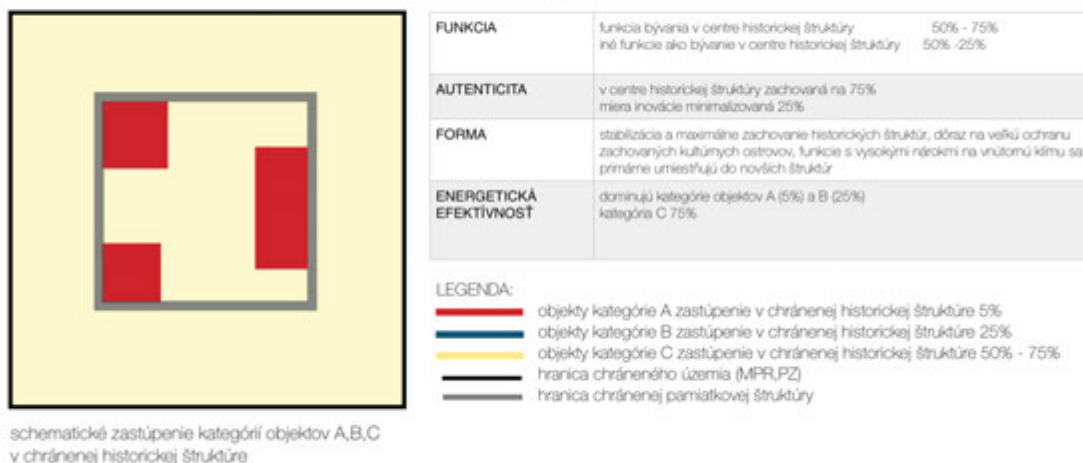 FUNKCIA
funkcia bývania v centre historickej štruktúry 50% - 75%
iné funkcie ako bývanie v centre historickej štruktúry 50% -25%
AUTENTICITA
v centre historickej štruktúry zachovaná na 75%
miera inovácie minimalizovaná 25%
FORMA
stabilizácia a maximálne zachovanie historických štruktúr, dôraz na veľkú ochranu
zachovaných kultúrnych ostrovov, funkcie s vysokými nárokmi na vnútornú klímu sa
primárne umiestňujú do novších štruktúr
ENERGETICKÁ
EFEKTÍVNOSŤ
dominujú kategórie objektov A (5%) a B (25%)
kategória C 75%
LEGENDA:
objekty kategórie A zastúpenie v chránenej historickej štruktúre 5%
objekty kategórie B zastúpenie v chránenej historickej štruktúre 25%
objekty kategórie C zastúpenie v chránenej historickej štruktúre 50% - 75%
hranica chráneného územia (MPR,PZ)
hranica chránenej pamiatkovej štruktúry
schematické zastúpenie kategórií objektov A,B,C
v chránenej historickej štruktúre